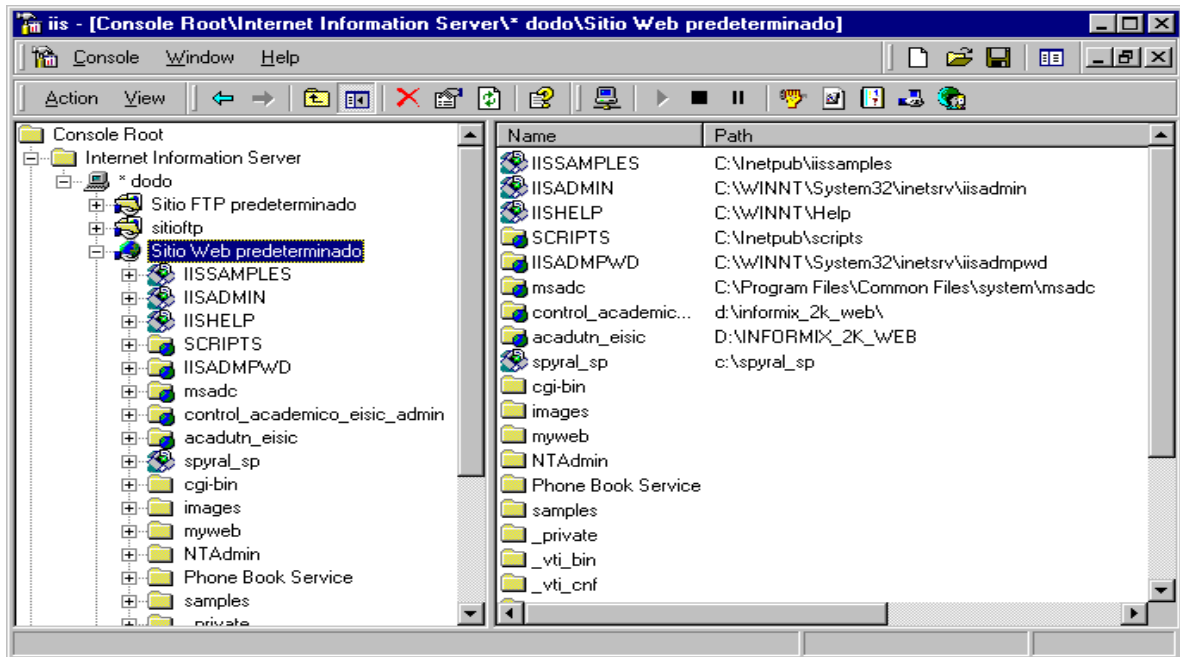 iis - [Console Root\Internet Information Server\* dodo\Sitio Web predeterminado]
Console Window Help
Action View
Console Root
Internet Information Server
* dodo
Sitio FTP predeterminado
sitioftp
Sitio Web predeterminado
IISSAMPLES
IISADMIN
IISHELP
SCRIPTS
IISADMPWD
msadc
control_academico_eisic_admin
acadutn_eisic
spyral_sp
cgi-bin
images
myweb
NTAdmin
Phone Book Service
samples
_private
Name Path
IISSAMPLES C:\Inetpub\iissamples
IISADMIN C:\WINNT\System32\inetsrv\iisadmin
IISHELP C:\WINNT\Help
SCRIPTS C:\Inetpub\scripts
IISADMPWD C:\WINNT\System32\inetsrv\iisadmpwd
msadc C:\Program Files\Common Files\system\msadc
control_academic... d:\informix_2k_web\
acadutn_eisic D:\INFORMIX_2K_WEB
spyral_sp c:\spyral_sp
cgi-bin
images
myweb
NTAdmin
Phone Book Service
samples
_private
_vti_bin
_vti_cnf